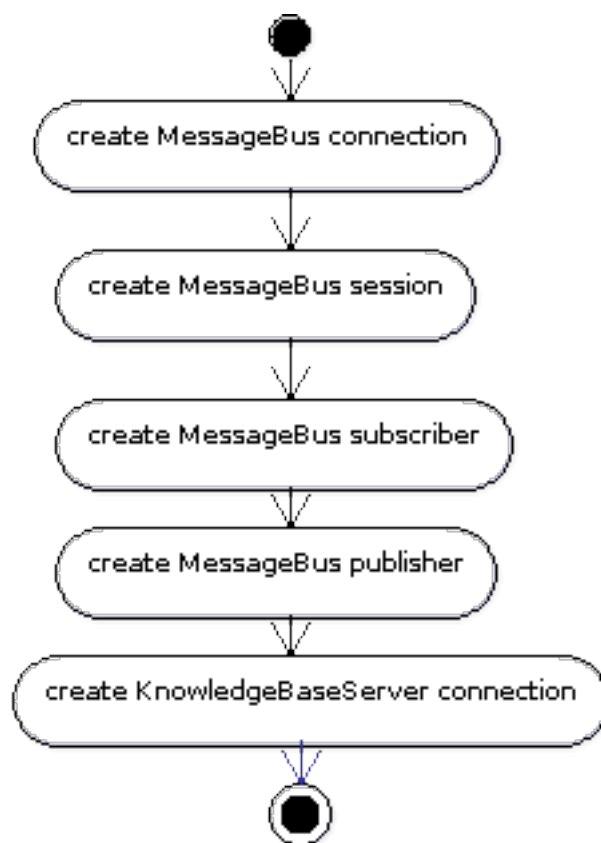 create MessageBus connection
create MessageBus session
create MessageBus subscriber
create MessageBus publisher
create KnowledgeBaseServer connection